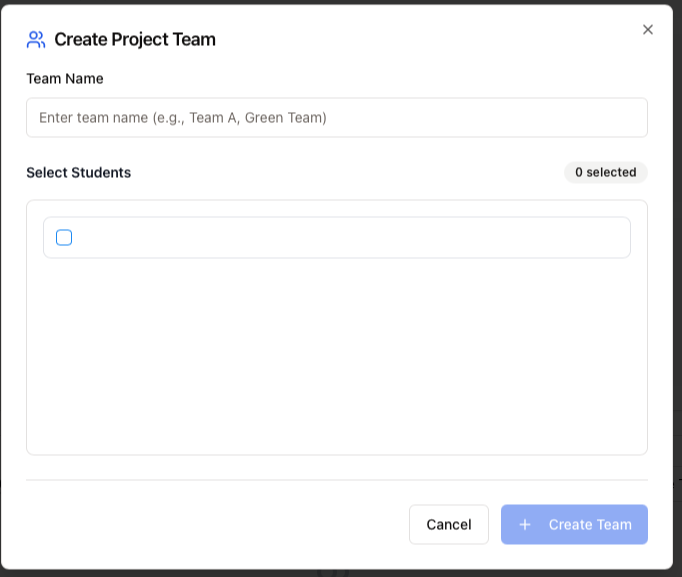 Create Project Team
Team Name
Enter team name (e.g., Team A, Green Team)
Select Students
0 selected
Cancel
Create Team